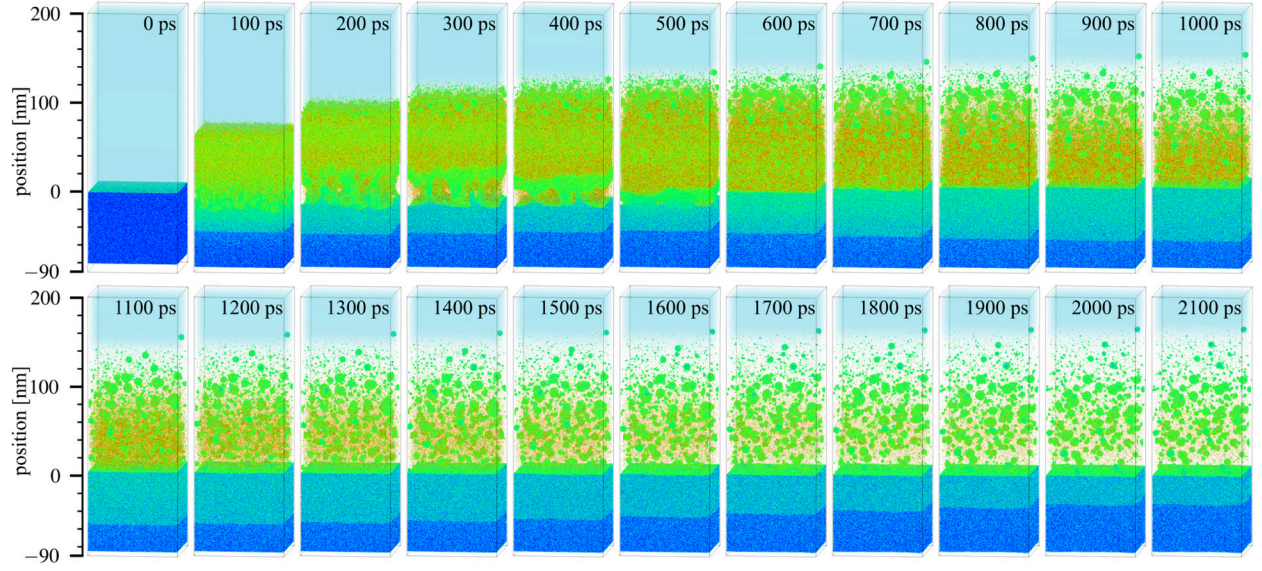 200
0 ps
100 ps
200 ps
300 ps
400 ps
500 ps
600 ps
700 ps
800 ps
900 ps
1000 ps
100
position [nm]
0
−90
200
1100 ps
1200 ps
1300 ps
1400 ps
1500 ps
1600 ps
1700 ps
1800 ps
1900 ps
2000 ps
2100 ps
100
position [nm]
0
−90